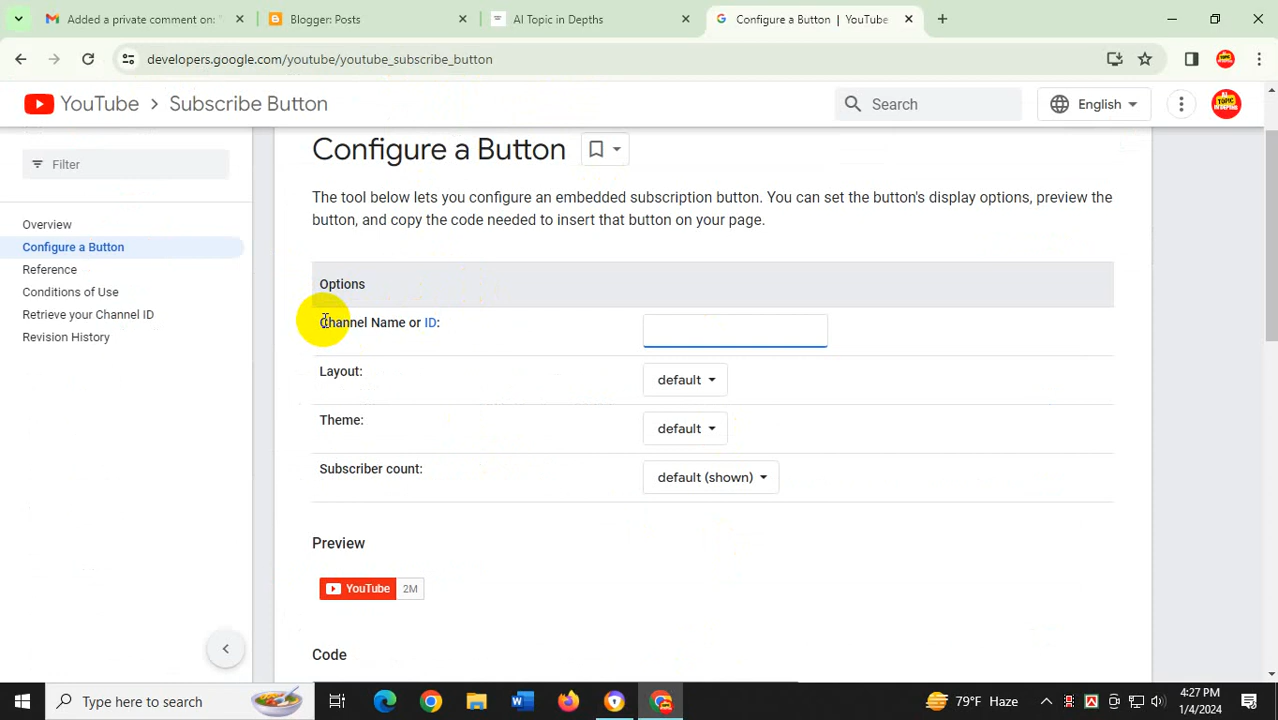 Added a private comment on: "
Blogger: Posts
AI Topic in Depths
Configure a Button | YouTube
developers.google.com/youtube/youtube_subscribe_button
YouTube > Subscribe Button
Search
English
Filter
Overview
Configure a Button
Reference
Conditions of Use
Retrieve your Channel ID
Revision History
Configure a Button
The tool below lets you configure an embedded subscription button. You can set the button's display options, preview the
button, and copy the code needed to insert that button on your page.
Options
Channel Name or ID:
Layout:
default
Theme:
default
Subscriber count:
default (shown)
Preview
YouTube 2M
Code
Type here to search
79°F Haze
4:27 PM
1/4/2024